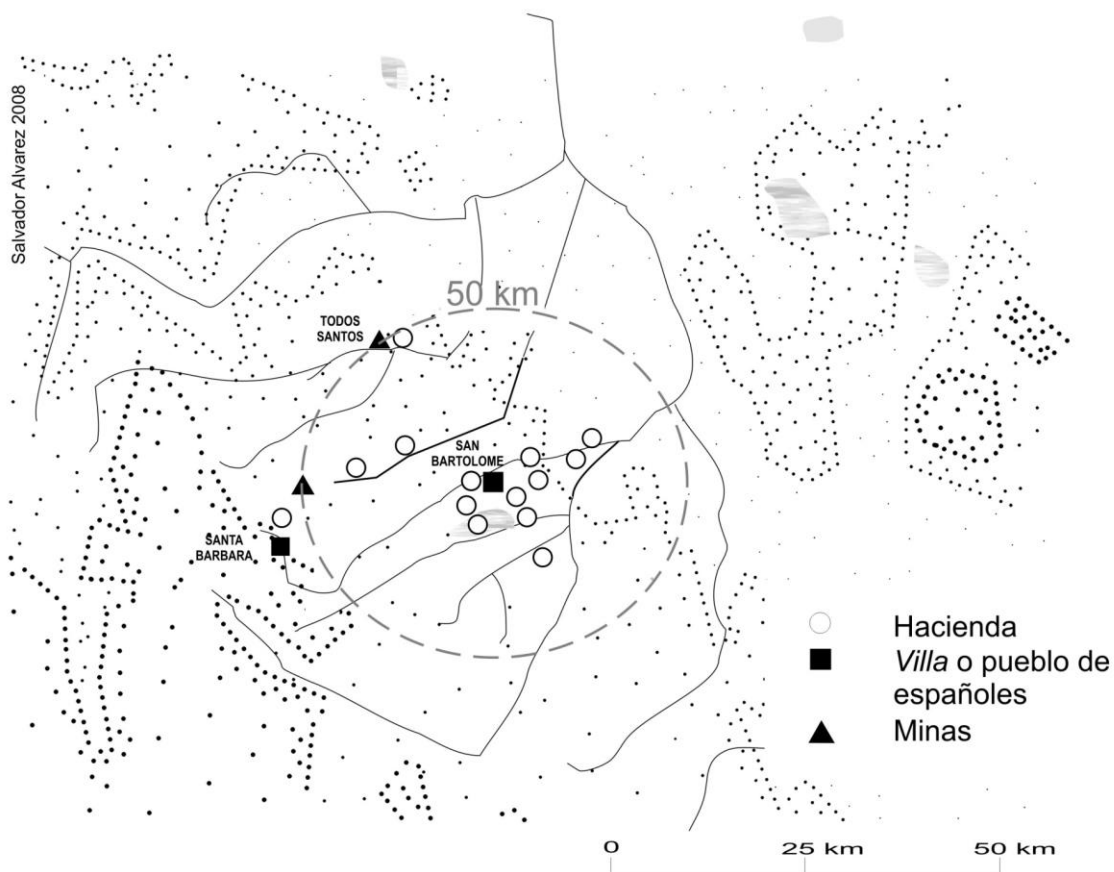 Salvador Alvarez 2008
50 km
TODOS
SANTOS
SAN
BARTOLOME
SANTA
BARBARA
Hacienda
Villa o pueblo de
españoles
Minas
0 25 km 50 km